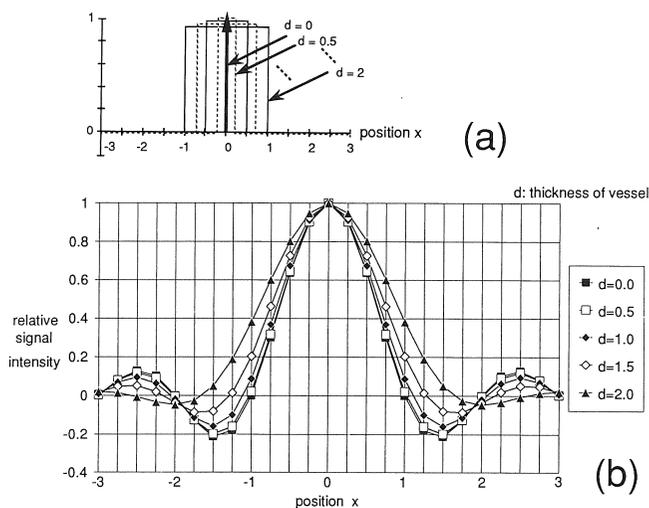 1
0
-3 -2 -1 0 1 2 3
position x
d = 0
d = 0.5
d = 2
(a)
d: thickness of vessel
1
0.8
0.6
0.4
0.2
0
-0.2
-0.4
relative
signal
intensity
-3 -2 -1 0 1 2 3
position x
d=0.0
d=0.5
d=1.0
d=1.5
d=2.0
(b)